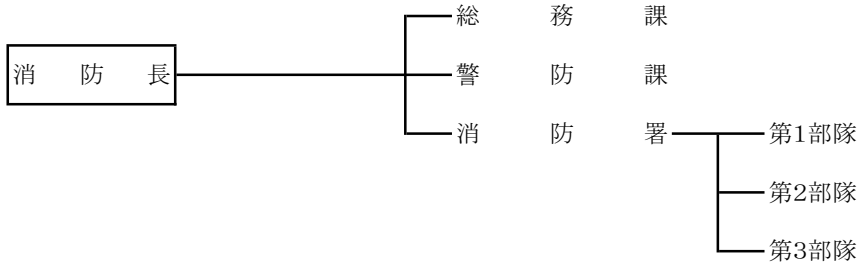 総務課
消防長
警防課
消防署
第1部隊
第2部隊
第3部隊